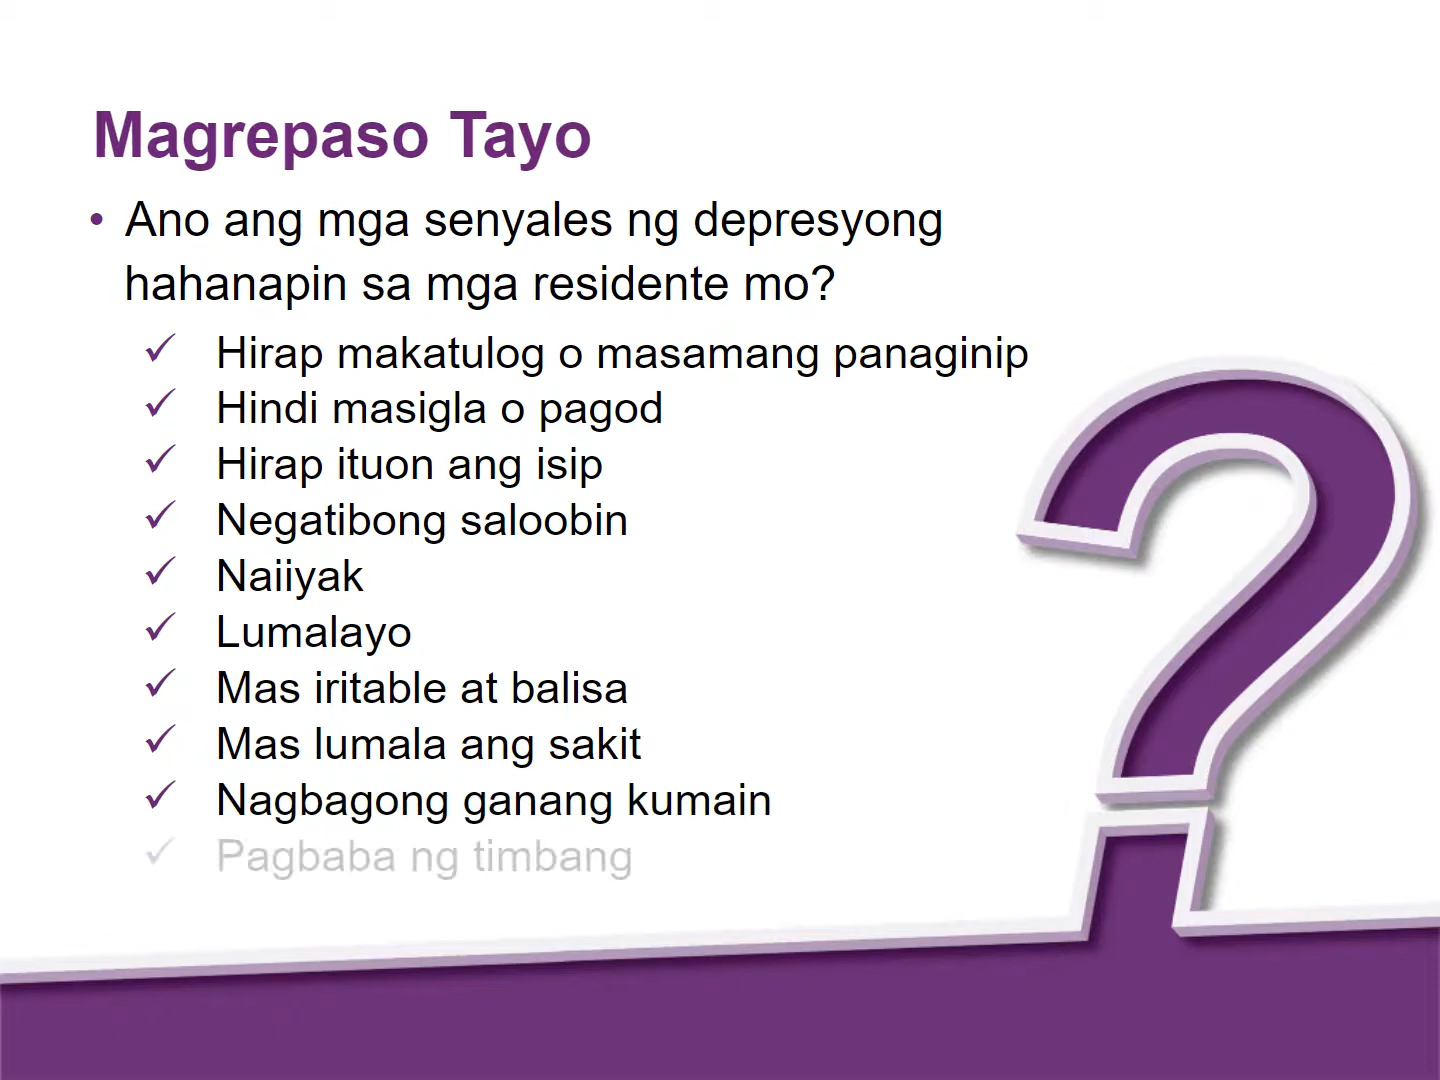 Magrepaso Tayo
• Ano ang mga senyales ng depresyong
hahanapin sa mga residente mo?
✓ Hirap makatulog o masamang panaginip
✓ Hindi masigla o pagod
✓ Hirap ituon ang isip
✓ Negatibong saloobin
✓ Naiiyak
✓ Lumalayo
✓ Mas iritable at balisa
✓ Mas lumala ang sakit
✓ Nagbagong ganang kumain
✓ Pagbaba ng timbang